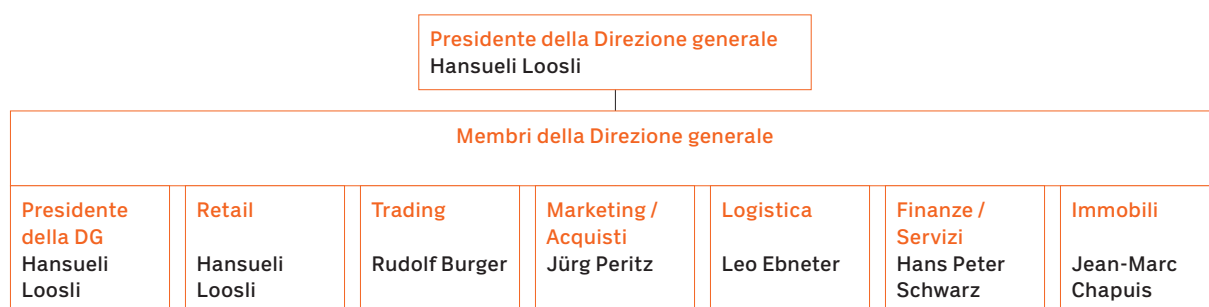 Presidente della Direzione generale
Hansueli Loosli
Membri della Direzione generale
Presidente
della DG
Hansueli
Loosli
Retail
Hansueli
Loosli
Trading
Rudolf Burger
Marketing /
Acquisti
Jürg Peritz
Logistica
Leo Ebneter
Finanze /
Servizi
Hans Peter
Schwarz
Immobili
Jean-Marc
Chapuis